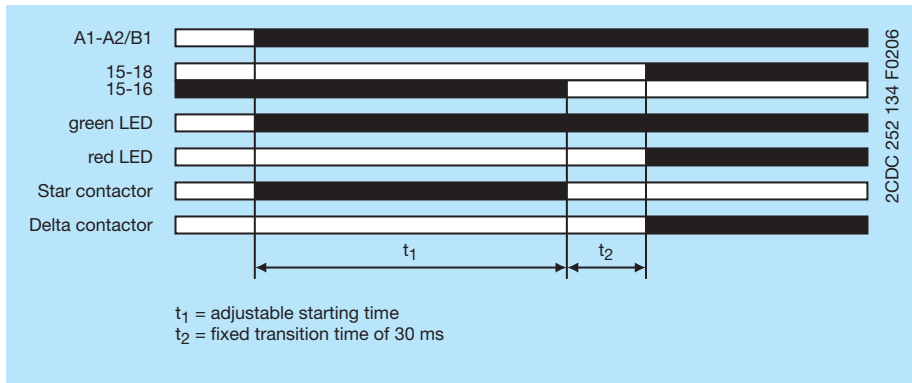 A1-A2/B1
15-18
15-16
green LED
red LED
Star contactor
Delta contactor
t1
t2
t1 = adjustable starting time
t2 = fixed transition time of 30 ms
2CDC 252 134 F0206